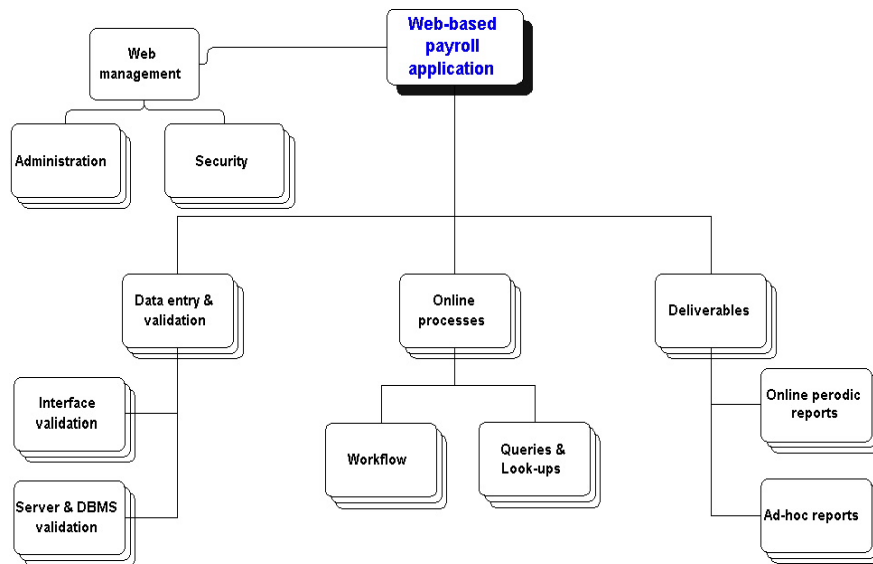 Web-based
payroll
application
Web
management
Administration
Security
Data entry &
validation
Online
processes
Deliverables
Interface
validation
Server & DBMS
validation
Workflow
Queries &
Look-ups
Online perodic
reports
Ad-hoc reports